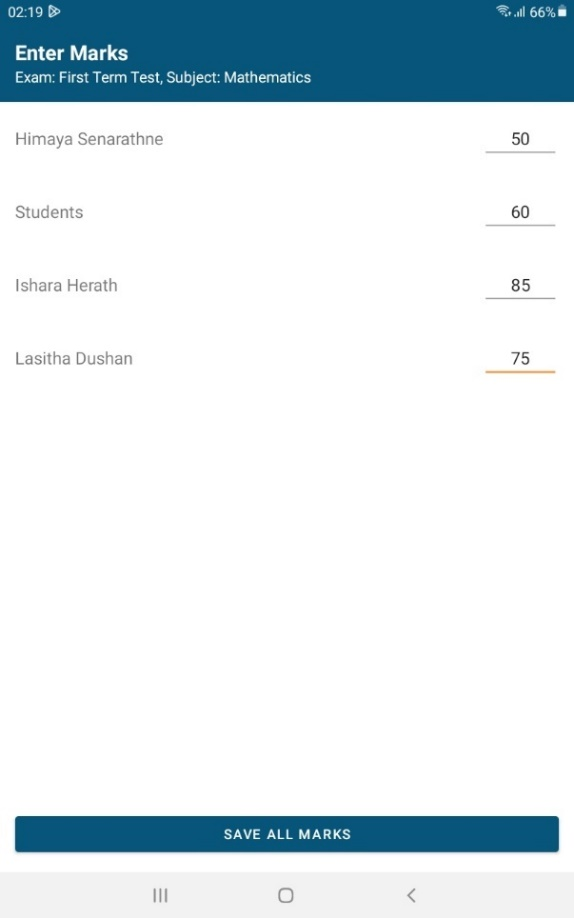 02:19 66%
Enter Marks
Exam: First Term Test, Subject: Mathematics
Himaya Senarathne 50
Students 60
Ishara Herath 85
Lasitha Dushan 75
SAVE ALL MARKS